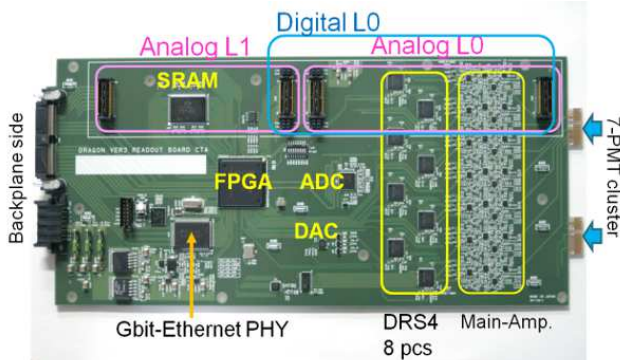 Digital L0
Analog L1
Analog L0
SRAM
DRAGON VER3 READOUT BOARD CTA
FPGA
ADC
DAC
Backplane side
7-PMT cluster
Gbit-Ethernet PHY
DRS4
8 pcs
Main-Amp.